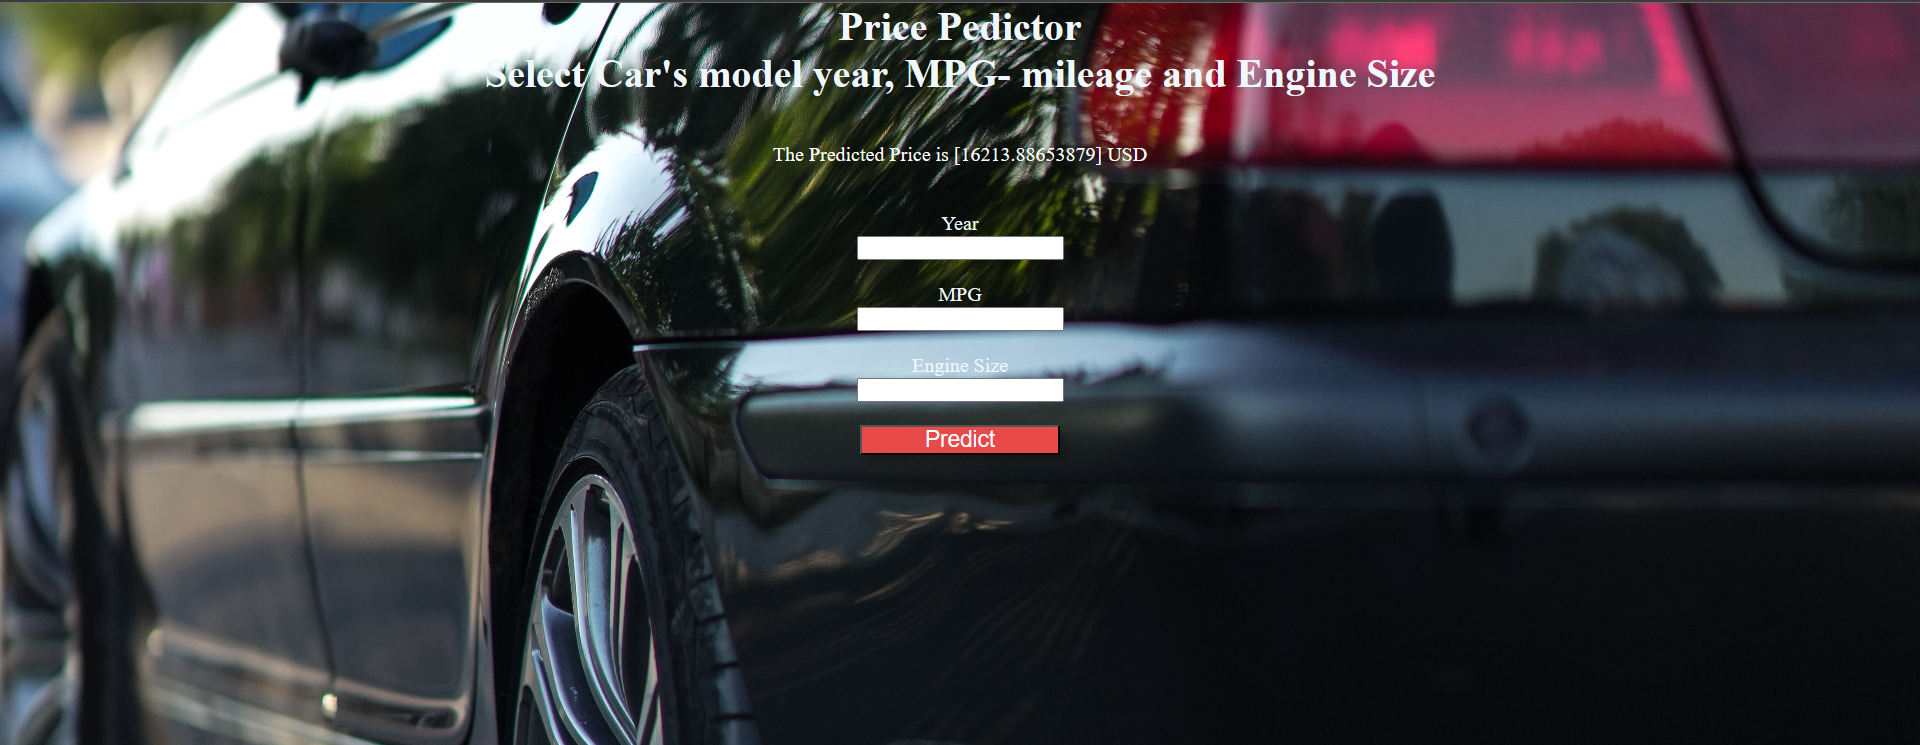 Price Pedictor
Select Car's model year, MPG- mileage and Engine Size
The Predicted Price is [16213.88653879] USD
Year
MPG
Engine Size
Predict